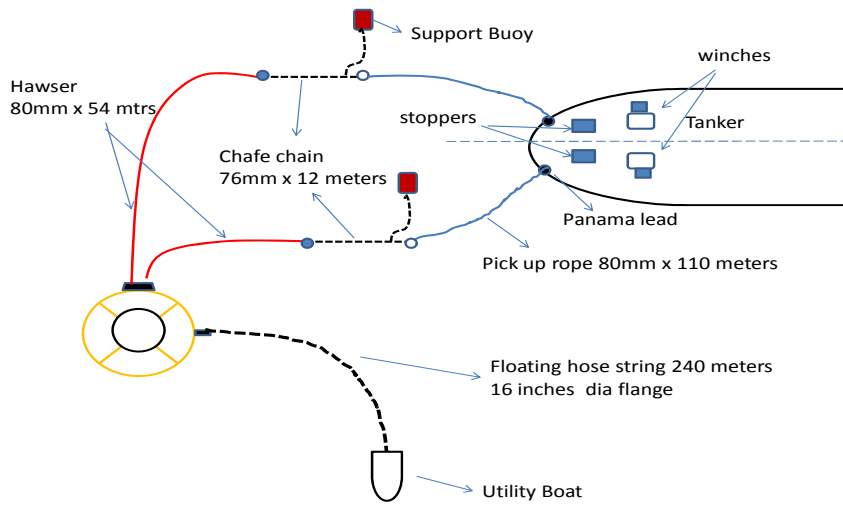 Support Buoy
winches
Hawser
80mm x 54 mtrs
stoppers
Tanker
Chafe chain
76mm x 12 meters
Panama lead
Pick up rope 80mm x 110 meters
Floating hose string 240 meters
16 inches  dia flange
Utility Boat